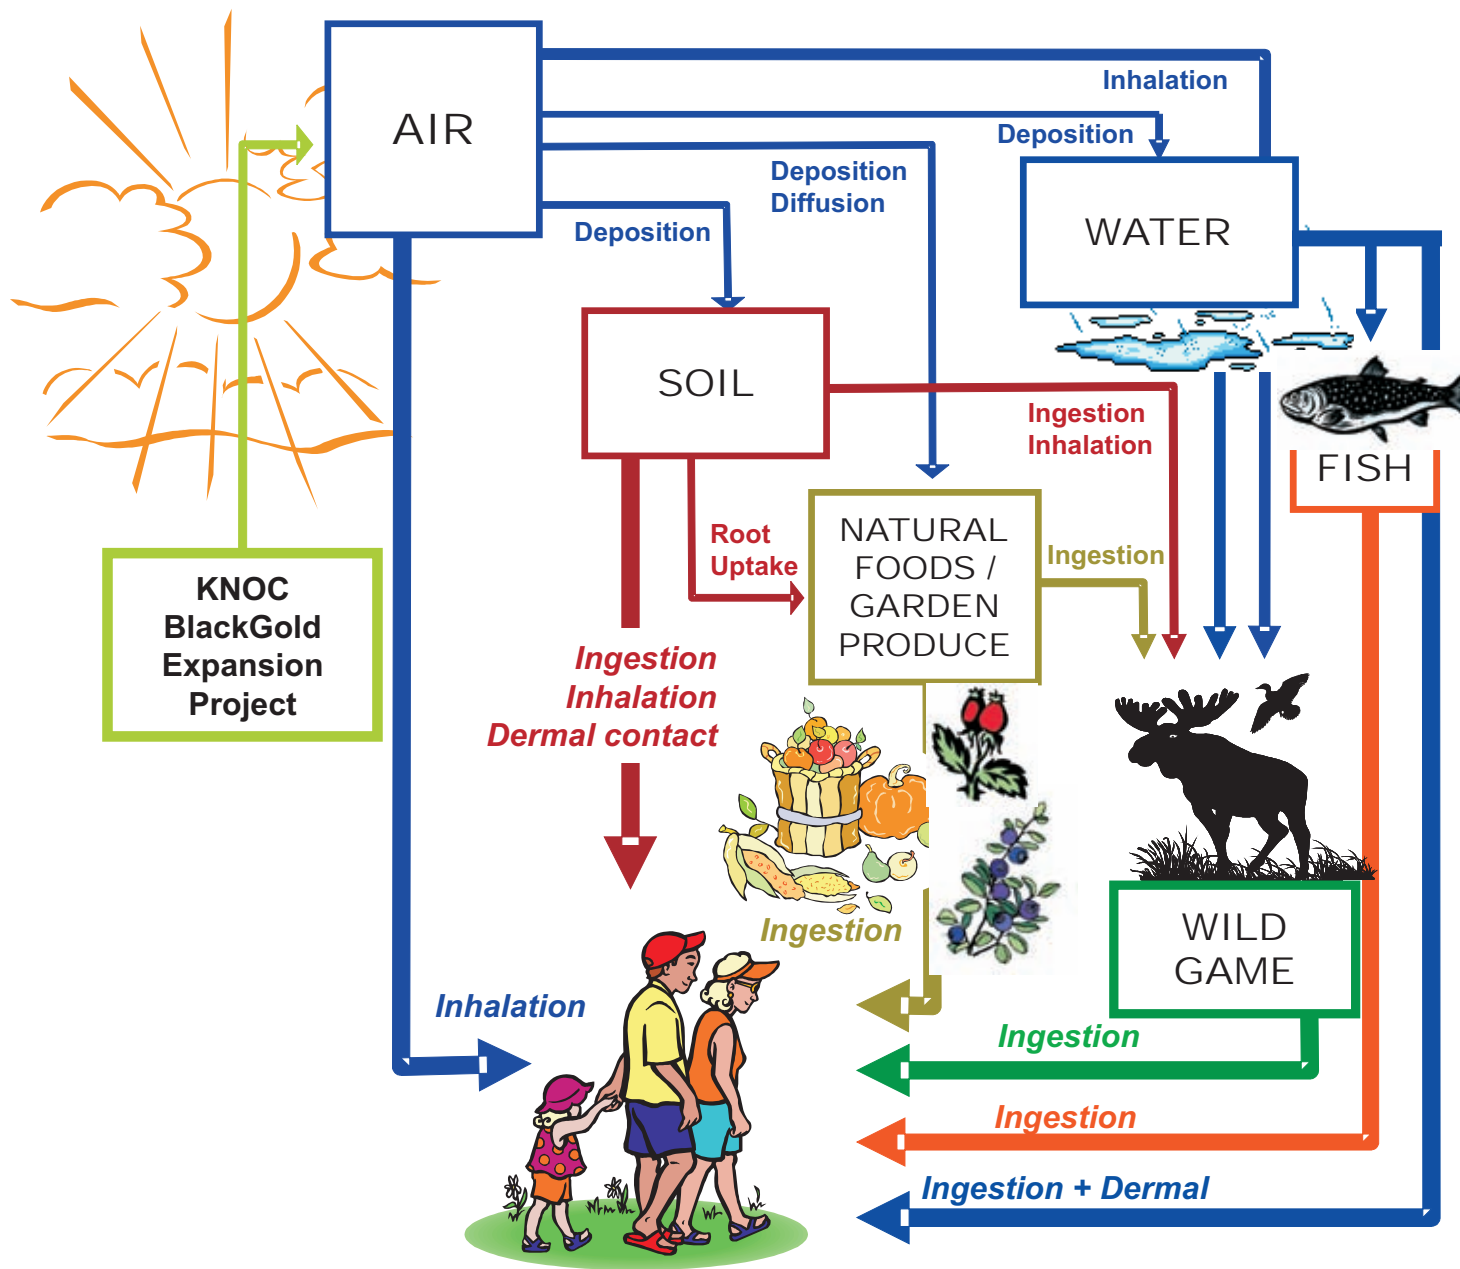 AIR
Inhalation
Deposition
Deposition
Diffusion
Deposition
WATER
SOIL
Ingestion
Inhalation
FISH
Root
Uptake
NATURAL
FOODS /
GARDEN
PRODUCE
Ingestion
KNOC
BlackGold
Expansion
Project
Ingestion
Inhalation
Dermal contact
Ingestion
WILD
GAME
Inhalation
Ingestion
Ingestion
Ingestion + Dermal